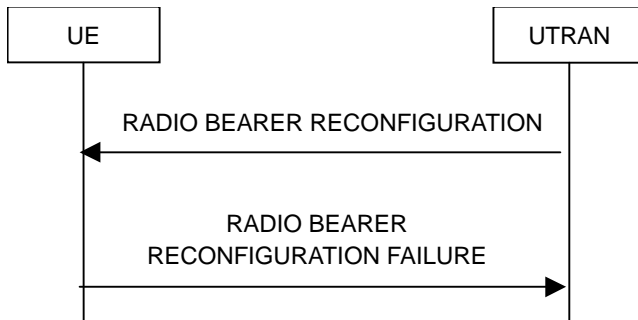 UE
UTRAN
RADIO BEARER RECONFIGURATION
RADIO BEARER
RECONFIGURATION FAILURE